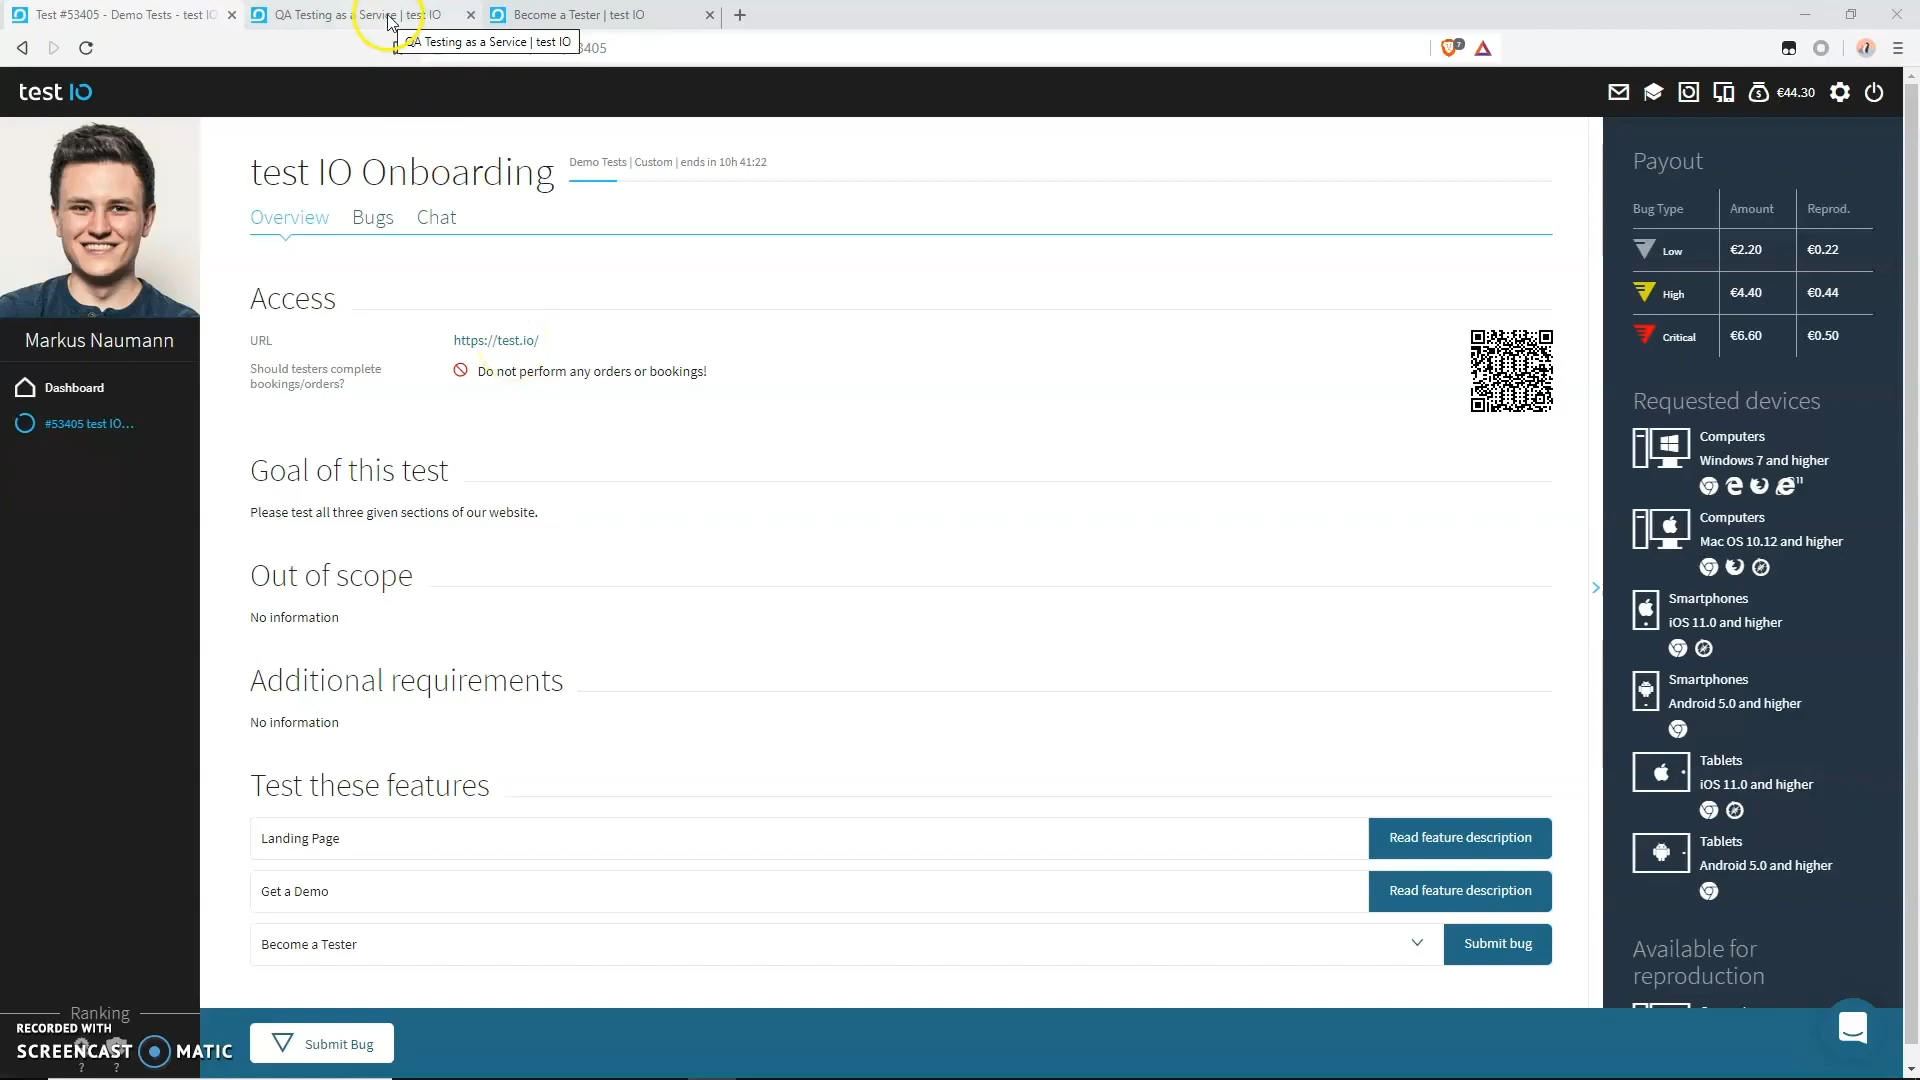 Test #53405 - Demo Tests - test IO
QA Testing as a Service | test IO
Become a Tester | test IO
QA Testing as a Service | test IO
3405
7
test IO
€44.30
test IO Onboarding
Demo Tests | Custom | ends in 10h 41:22
Overview
Bugs
Chat
Access
URL
https://test.io/
Should testers complete
bookings/orders?
Do not perform any orders or bookings!
Goal of this test
Please test all three given sections of our website.
Out of scope
No information
Additional requirements
No information
Test these features
Landing Page
Read feature description
Get a Demo
Read feature description
Become a Tester
Submit bug
Submit Bug
Markus Naumann
Dashboard
#53405 test IO...
Ranking
RECORDED WITH
SCREENCAST MATIC
? ?
Payout
Bug Type Amount Reprod.
Low €2.20 €0.22
High €4.40 €0.44
Critical €6.60 €0.50
Requested devices
Computers
Windows 7 and higher
11
Computers
Mac OS 10.12 and higher
Smartphones
iOS 11.0 and higher
Smartphones
Android 5.0 and higher
Tablets
iOS 11.0 and higher
Tablets
Android 5.0 and higher
Available for
reproduction